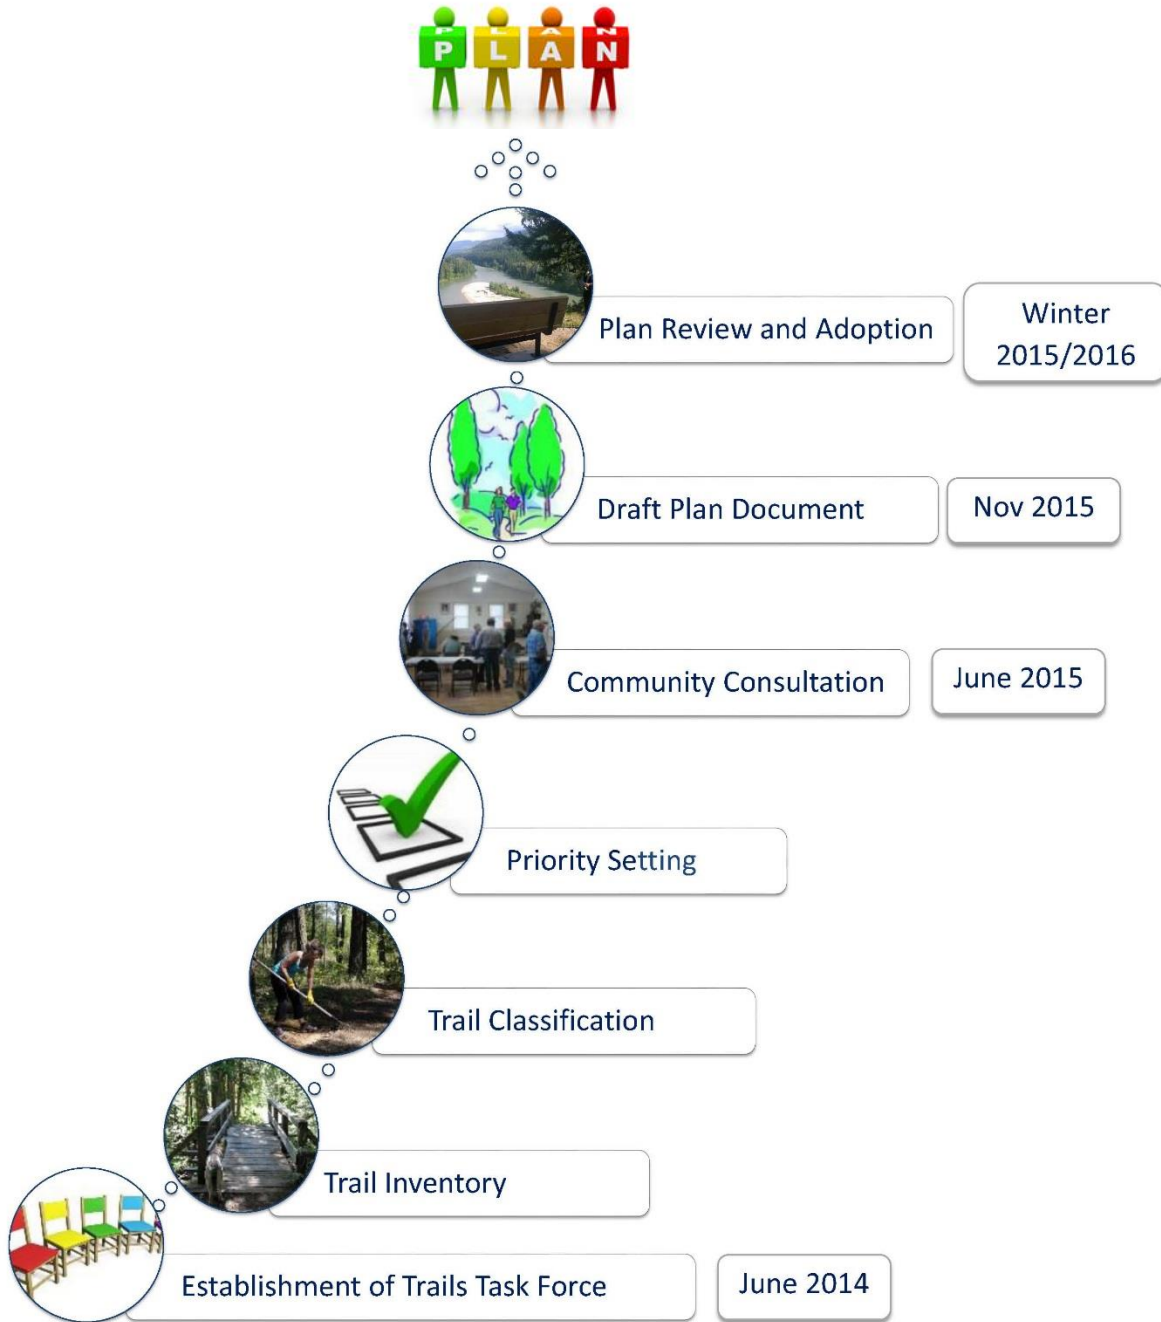 PLAN
Plan Review and Adoption
Winter
2015/2016
Draft Plan Document
Nov 2015
Community Consultation
June 2015
Priority Setting
Trail Classification
Trail Inventory
Establishment of Trails Task Force
June 2014